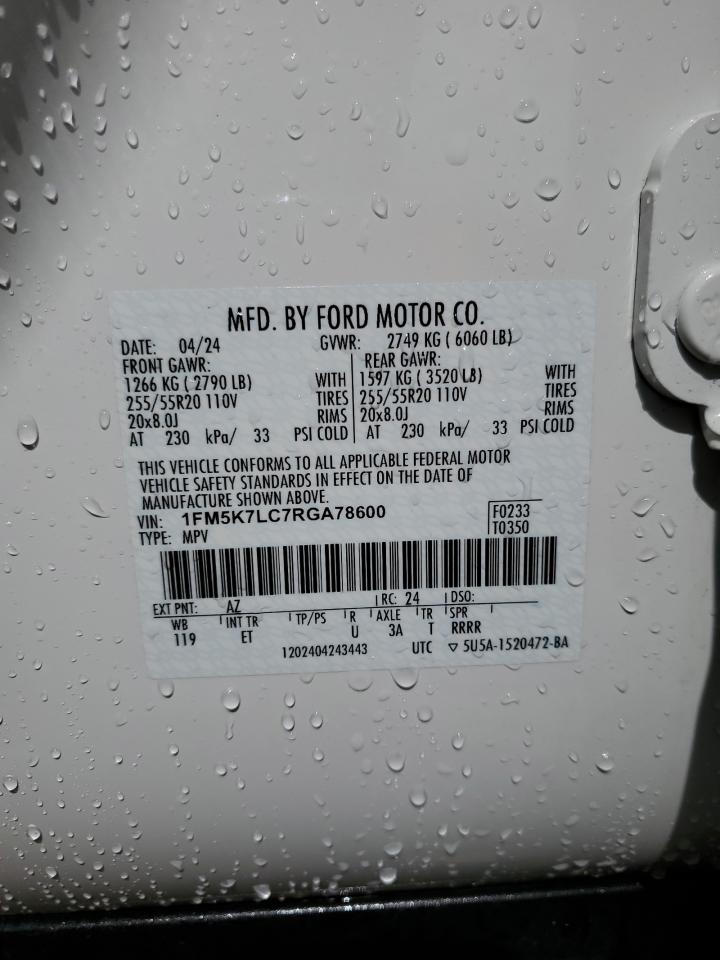 MFD. BY FORD MOTOR CO.
DATE: 04/24 GVWR: 2749 KG ( 6060 LB)
FRONT GAWR: REAR GAWR:
1266 KG ( 2790 LB) WITH 1597 KG ( 3520 LB) WITH
255/55R20 110V TIRES 255/55R20 110V TIRES
20x8.0J RIMS 20x8.0J RIMS
AT 230 kPa/ 33 PSI COLD AT 230 kPa/ 33 PSI COLD
THIS VEHICLE CONFORMS TO ALL APPLICABLE FEDERAL MOTOR
VEHICLE SAFETY STANDARDS IN EFFECT ON THE DATE OF
MANUFACTURE SHOWN ABOVE.
VIN: 1FM5K7LC7RGA78600 F0233
TYPE: MPV T0350
EXT PNT: AZ RC: 24 DSO:
WB INT TR TP/PS R AXLE TR SPR
119 ET U 3A T RRRR
1202404243443 UTC ▽ 5U5A-1520472-BA